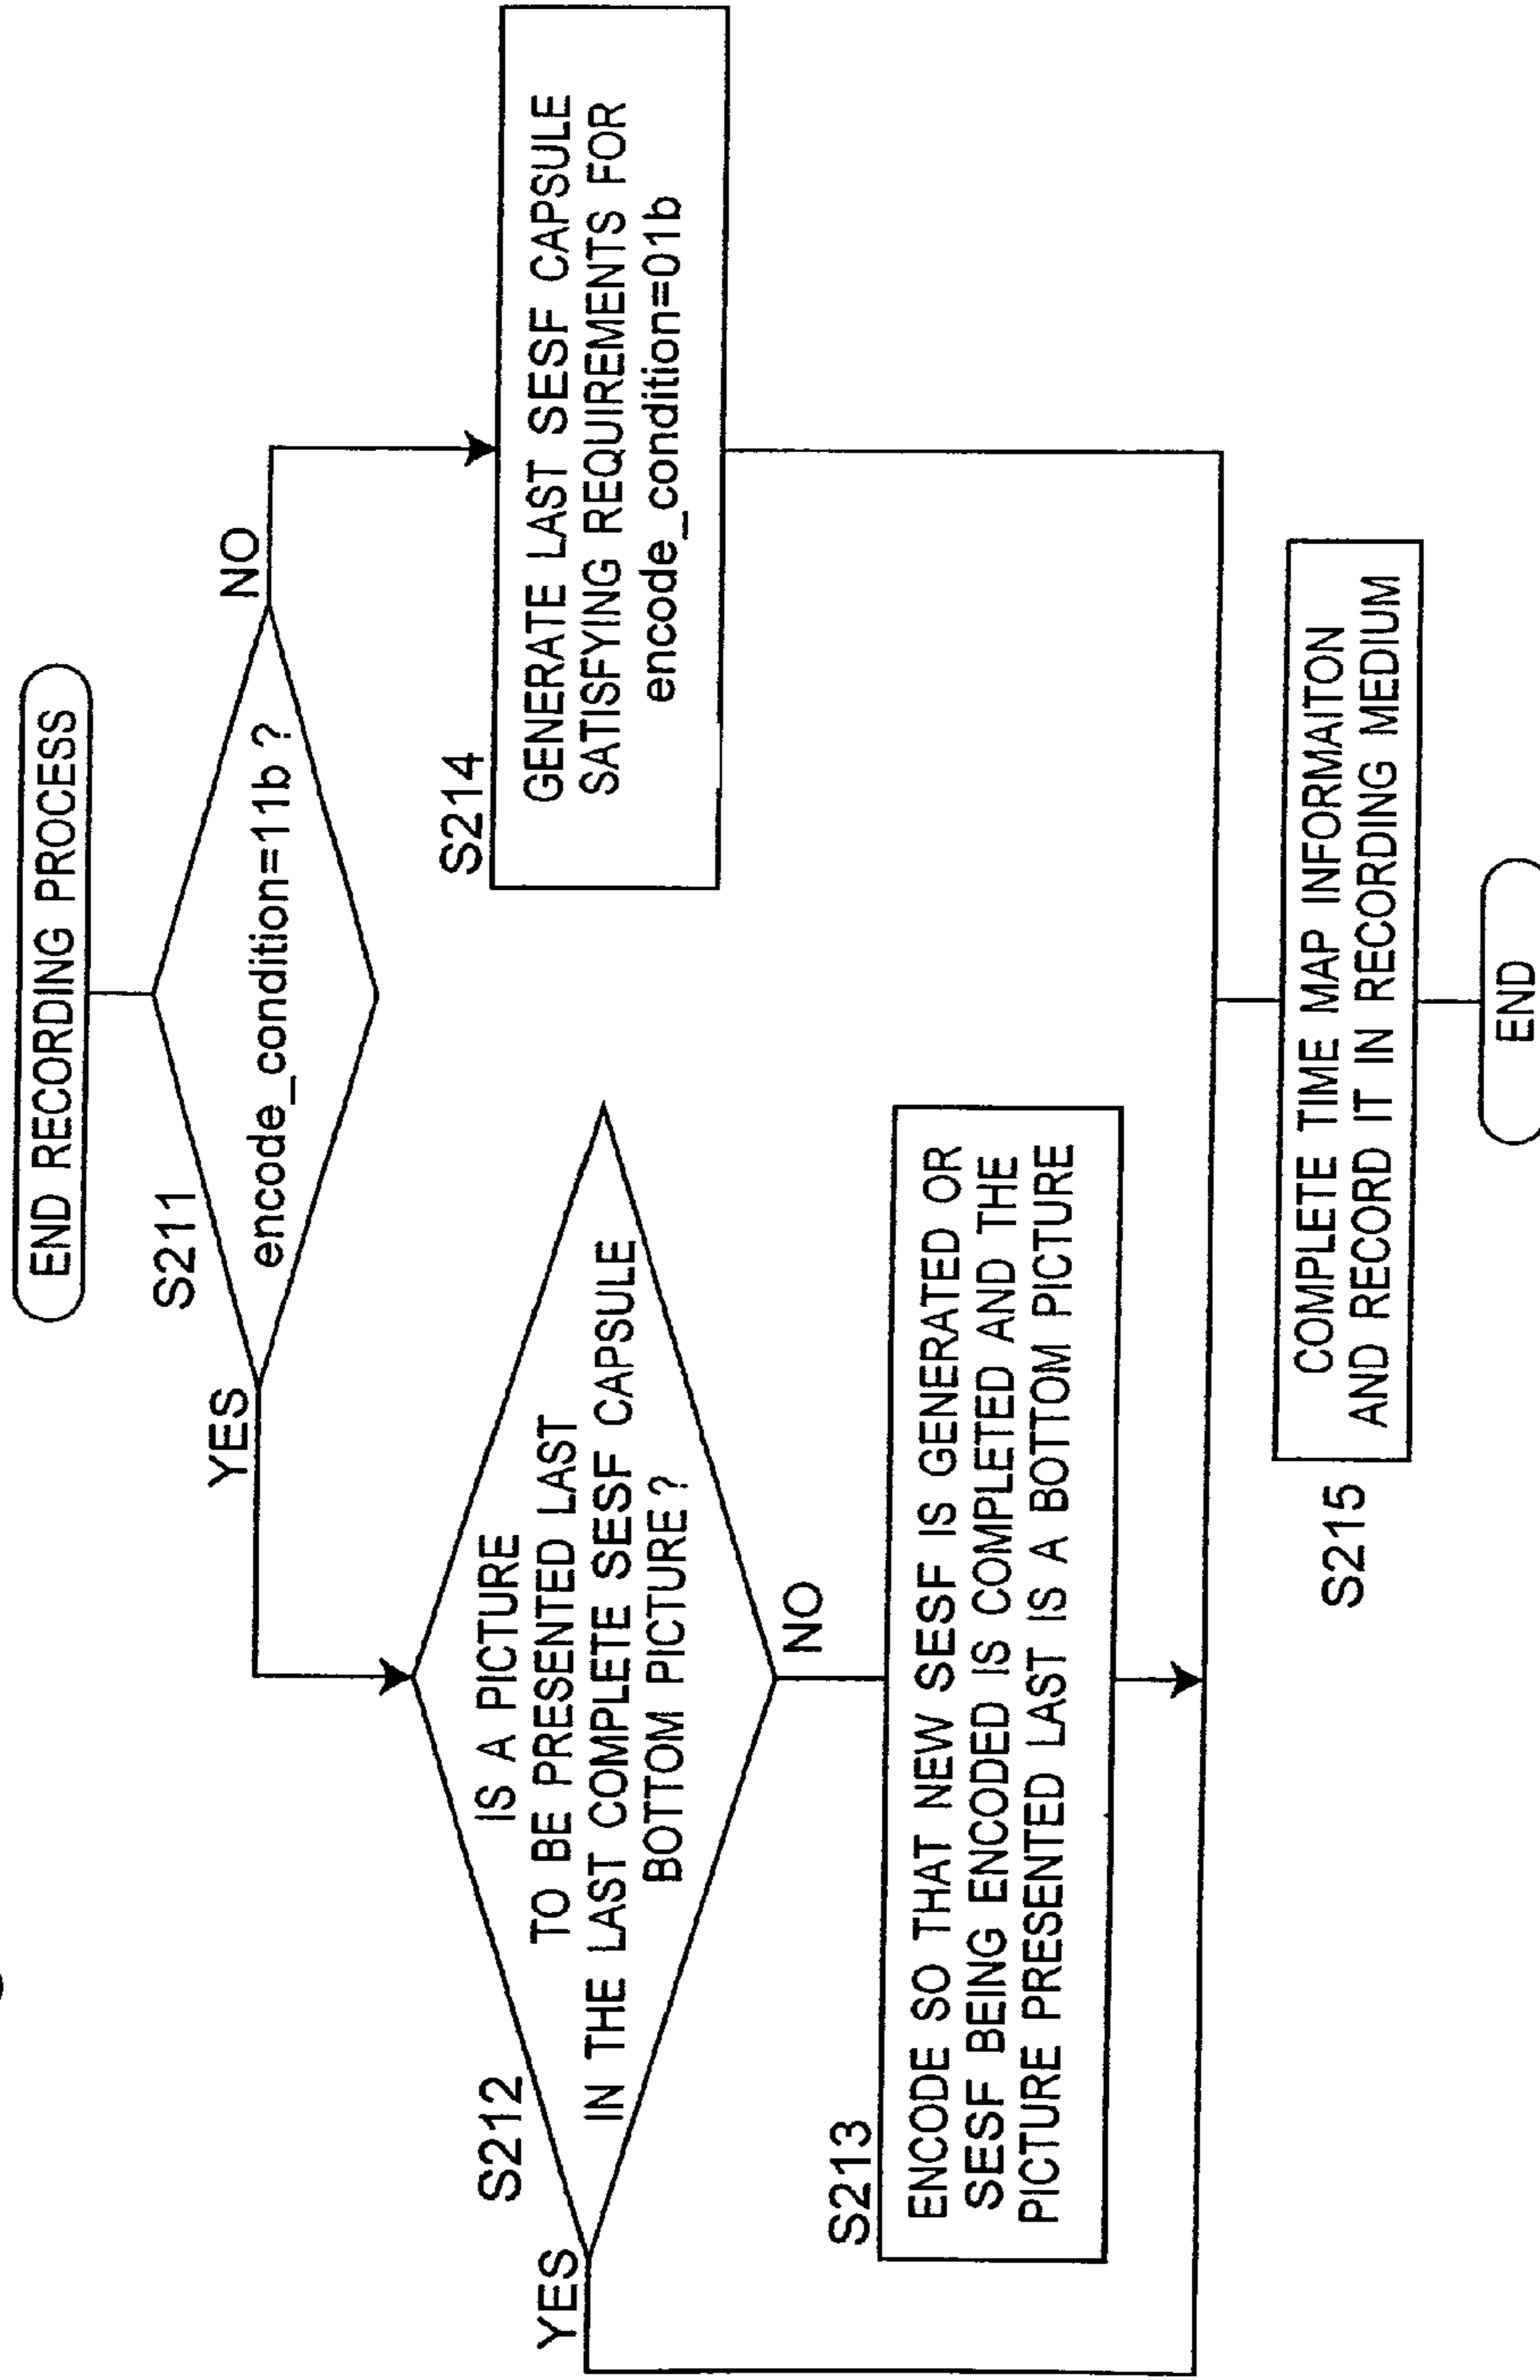 END RECORDING PROCESS
S211
encode_condition=11b ?
YES
NO
S212
IS A PICTURE
TO BE PRESENTED LAST
IN THE LAST COMPLETE SESF CAPSULE
BOTTOM PICTURE ?
YES
NO
S214
GENERATE LAST SESF CAPSULE
SATISFYING REQUIREMENTS FOR
encode_condition=01b
S213
ENCODE SO THAT NEW SESF IS GENERATED OR
SESF BEING ENCODED IS COMPLETED AND THE
PICTURE PRESENTED LAST IS A BOTTOM PICTURE
S215
COMPLETE TIME MAP INFORMAITON
AND RECORD IT IN RECORDING MEDIUM
END